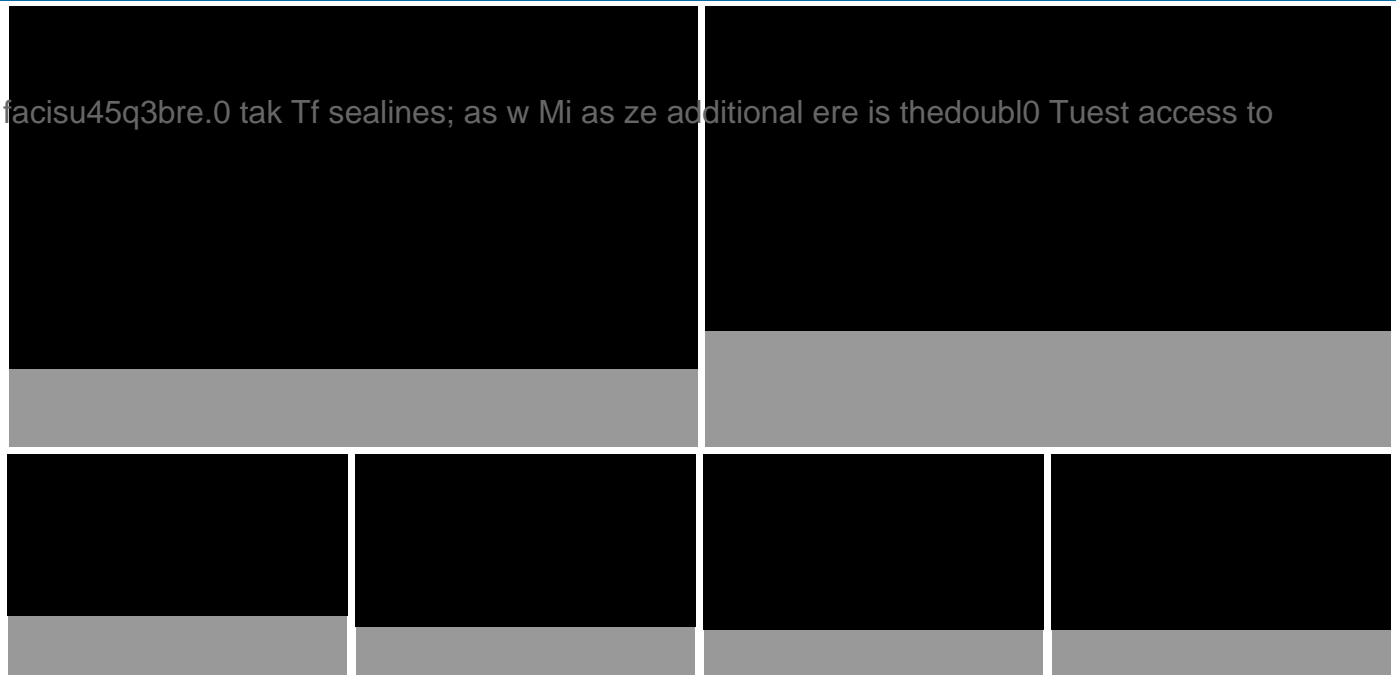 facisu45q3bre.0 tak Tf sealines; as w Mi as ze additional ere is thedoubl0 Tuest access to